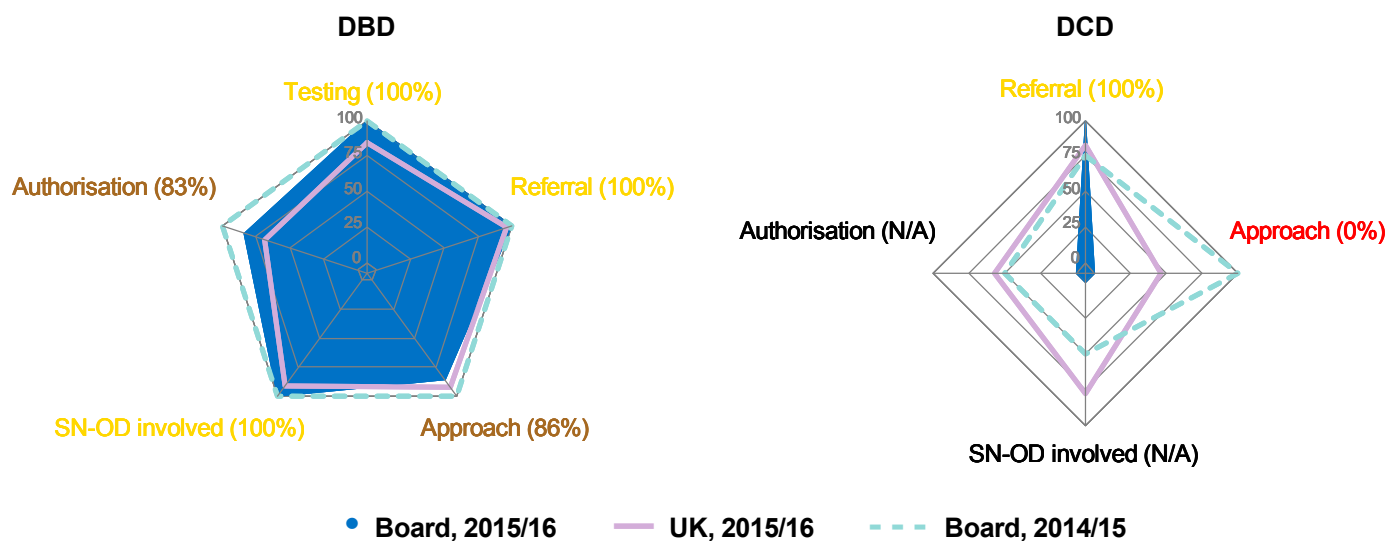 DBD
Testing (100%)
100
75
50
25
0
Referral (100%)
Approach (86%)
SN-OD involved (100%)
Authorisation (83%)
DCD
Referral (100%)
100
75
50
25
0
Approach (0%)
SN-OD involved (N/A)
Authorisation (N/A)
Board, 2015/16
UK, 2015/16
Board, 2014/15